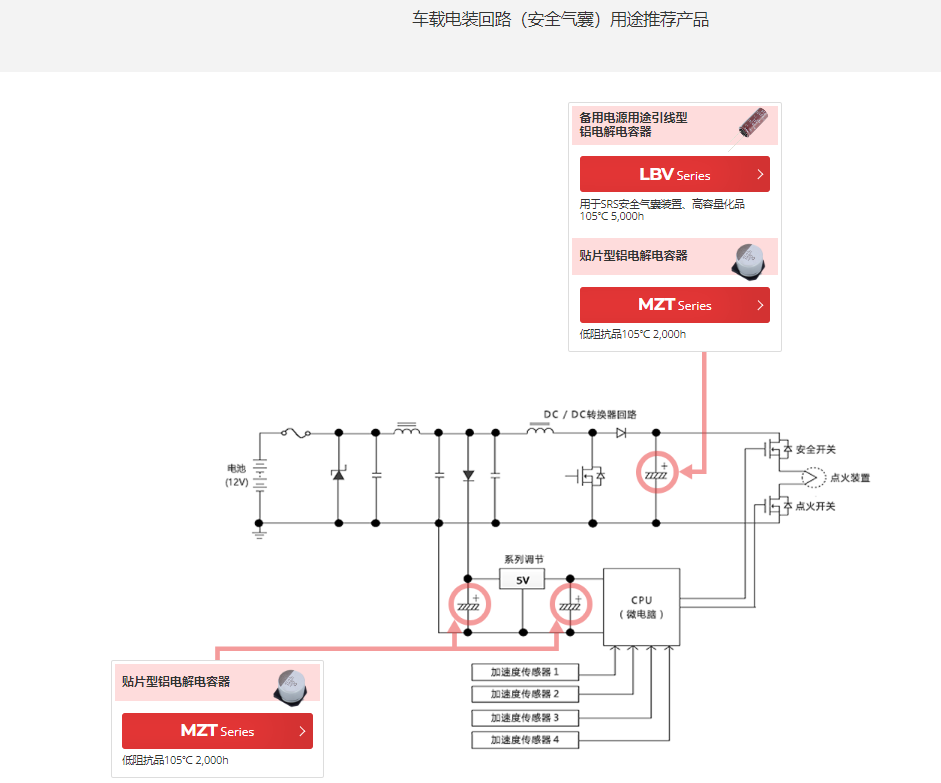 车载电装回路（安全气囊）用途推荐产品
备用电源用途引线型
铝电解电容器
LBV Series
用于SRS安全气囊装置、高容量化品
105℃ 5,000h
贴片型铝电解电容器
MZT Series
低阻抗品105℃ 2,000h
DC / DC转换器回路
电池
(12V)
安全开关
点火装置
点火开关
系列调节
5V
CPU
(微电脑)
加速度传感器 1
加速度传感器 2
加速度传感器 3
加速度传感器 4
贴片型铝电解电容器
MZT Series
低阻抗品105℃ 2,000h